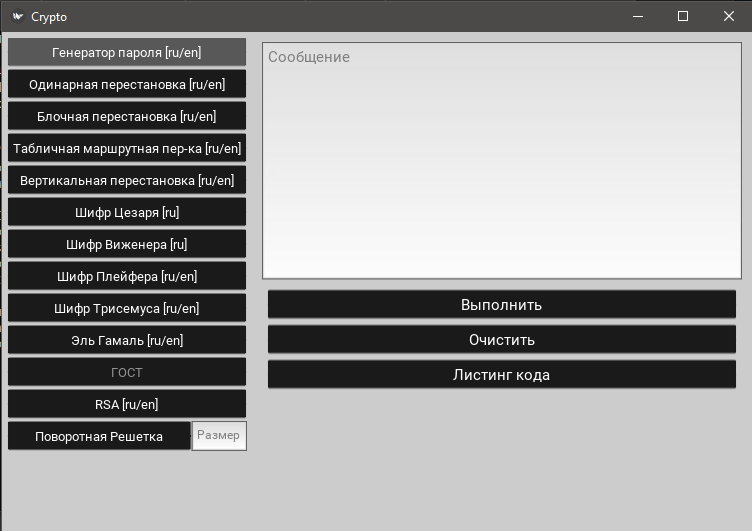 Crypto
Генератор пароля [ru/en]
Одинарная перестановка [ru/en]
Блочная перестановка [ru/en]
Табличная маршрутная пер-ка [ru/en]
Вертикальная перестановка [ru/en]
Шифр Цезаря [ru]
Шифр Виженера [ru]
Шифр Плейфера [ru/en]
Шифр Трисемуса [ru/en]
Эль Гамаль [ru/en]
ГОСТ
RSA [ru/en]
Поворотная Решетка
Размер
Сообщение
Выполнить
Очистить
Листинг кода